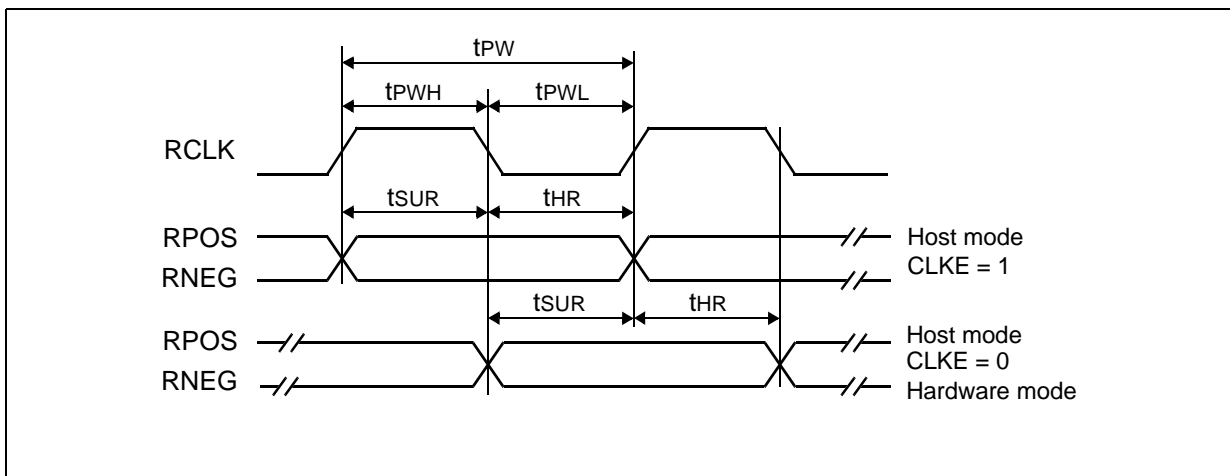 tPW
tPWH tPWL
RCLK
tSUR tHR
RPOS Host mode
RNEG CLKE = 1
tSUR tHR
RPOS Host mode
CLKE = 0
RNEG Hardware mode